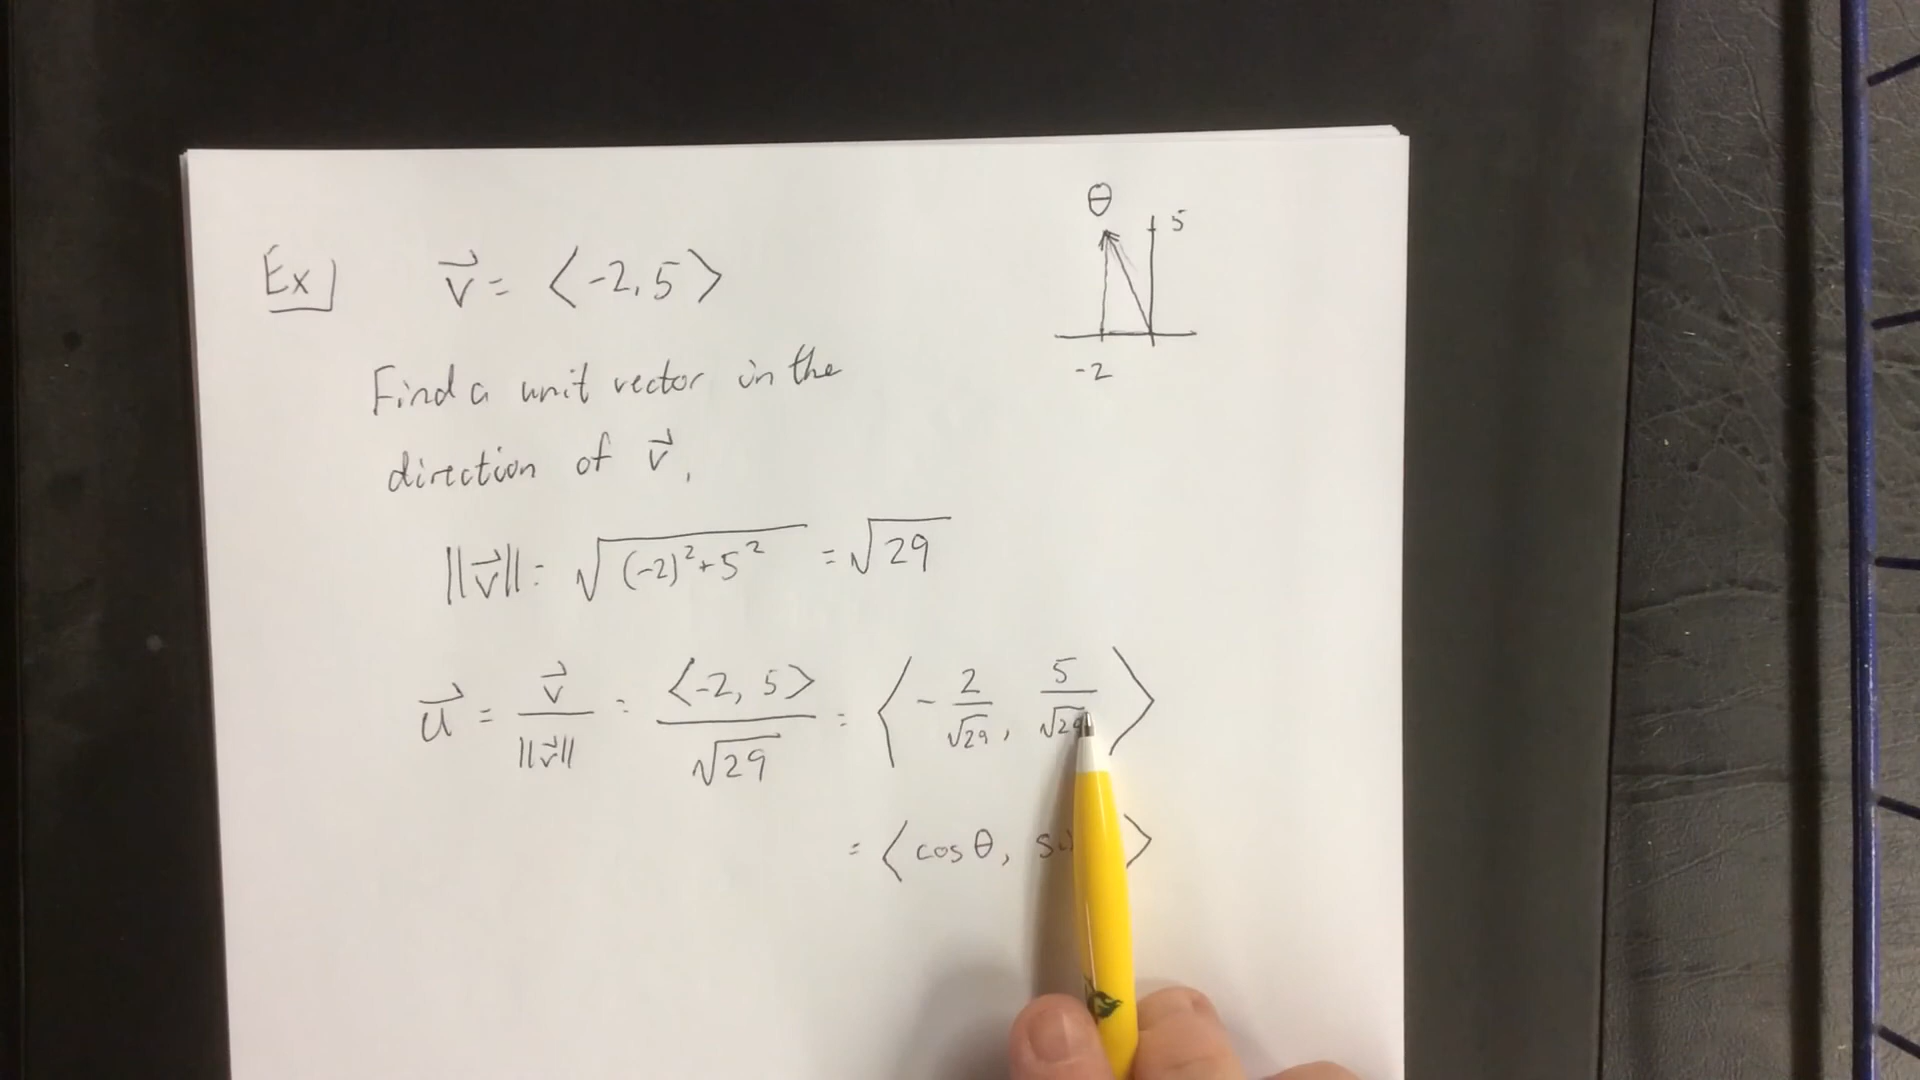 Ex] v⃗ = ⟨-2, 5⟩
θ
5
-2
Find a unit vector in the
direction of v⃗.
||v⃗|| = √((-2)²+5²) = √29
u⃗ = v⃗/||v⃗|| = ⟨-2, 5⟩/√29 = ⟨-2/√29, 5/√29⟩
= ⟨cos θ, ⟩